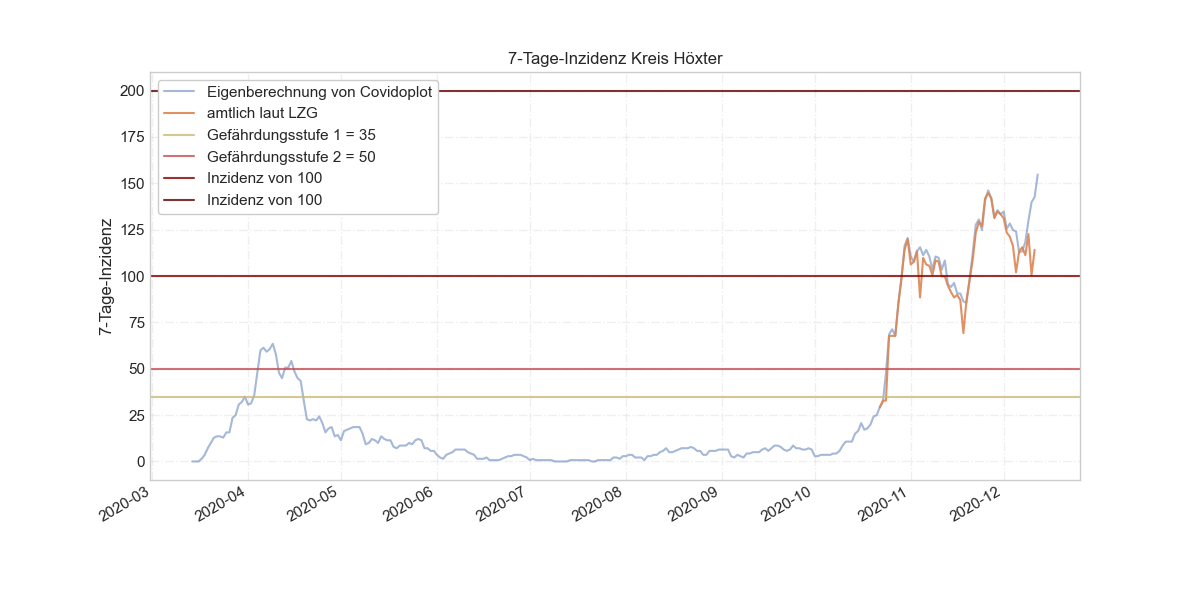 7-Tage-Inzidenz Kreis Höxter
Eigenberechnung von Covidoplot
amtlich laut LZG
Gefährdungsstufe 1 = 35
Gefährdungsstufe 2 = 50
Inzidenz von 100
Inzidenz von 100
7-Tage-Inzidenz
200
175
150
125
100
75
50
25
0
2020-03
2020-04
2020-05
2020-06
2020-07
2020-08
2020-09
2020-10
2020-11
2020-12